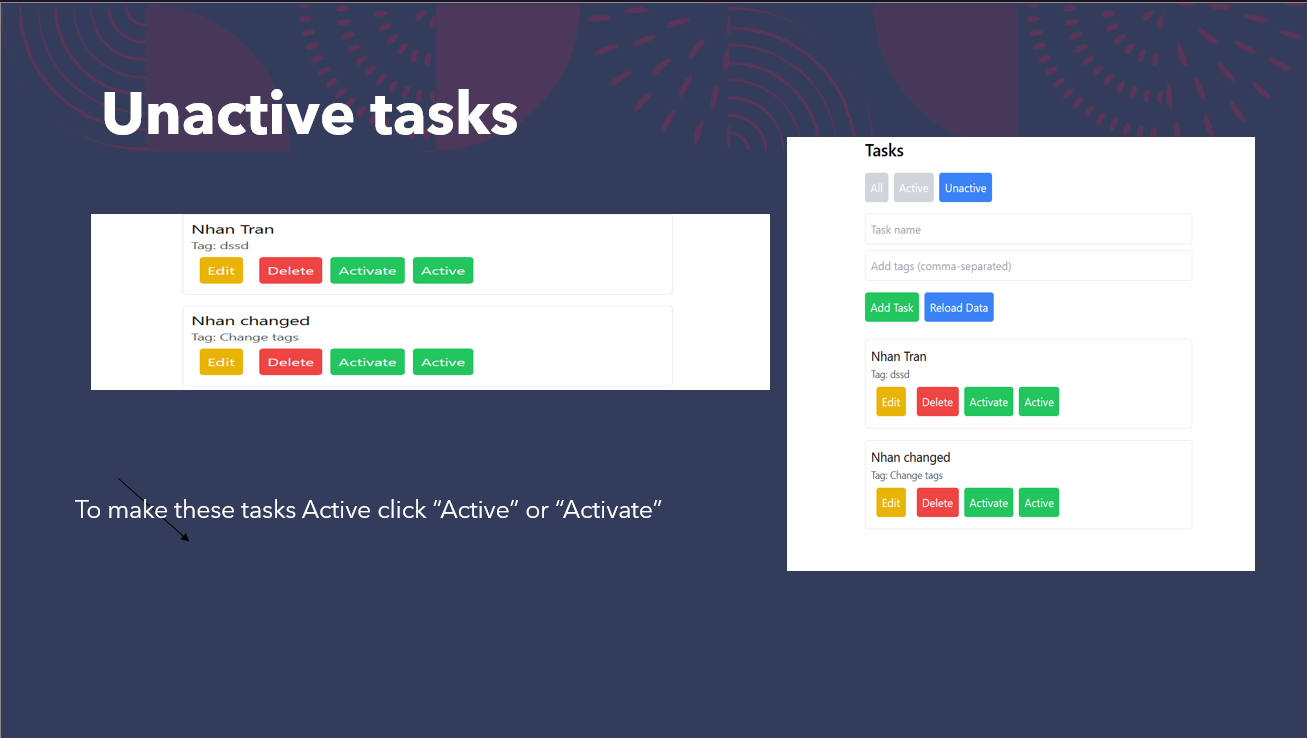 Unactive tasks
Nhan Tran
Tag: dssd
Edit Delete Activate Active
Nhan changed
Tag: Change tags
Edit Delete Activate Active
To make these tasks Active click “Active” or “Activate”
Tasks
All Active Unactive
Task name
Add tags (comma-separated)
Add Task Reload Data
Nhan Tran
Tag: dssd
Edit Delete Activate Active
Nhan changed
Tag: Change tags
Edit Delete Activate Active